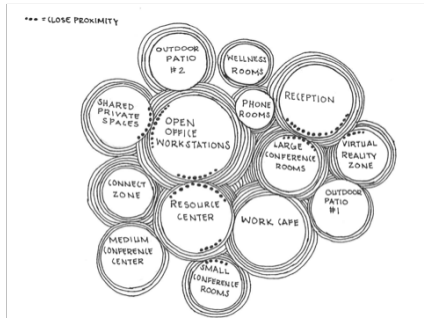 ••• = CLOSE PROXIMITY
OUTDOOR
PATIO
#2
WELLNESS
ROOMS
SHARED
PRIVATE
SPACES
OPEN
OFFICE
WORKSTATIONS
PHONE
ROOMS
RECEPTION
LARGE
CONFERENCE
ROOMS
VIRTUAL
REALITY
ZONE
CONNECT
ZONE
RESOURCE
CENTER
WORK CAFE
OUTDOOR
PATIO
#1
MEDIUM
CONFERENCE
CENTER
SMALL
CONFERENCE
ROOMS